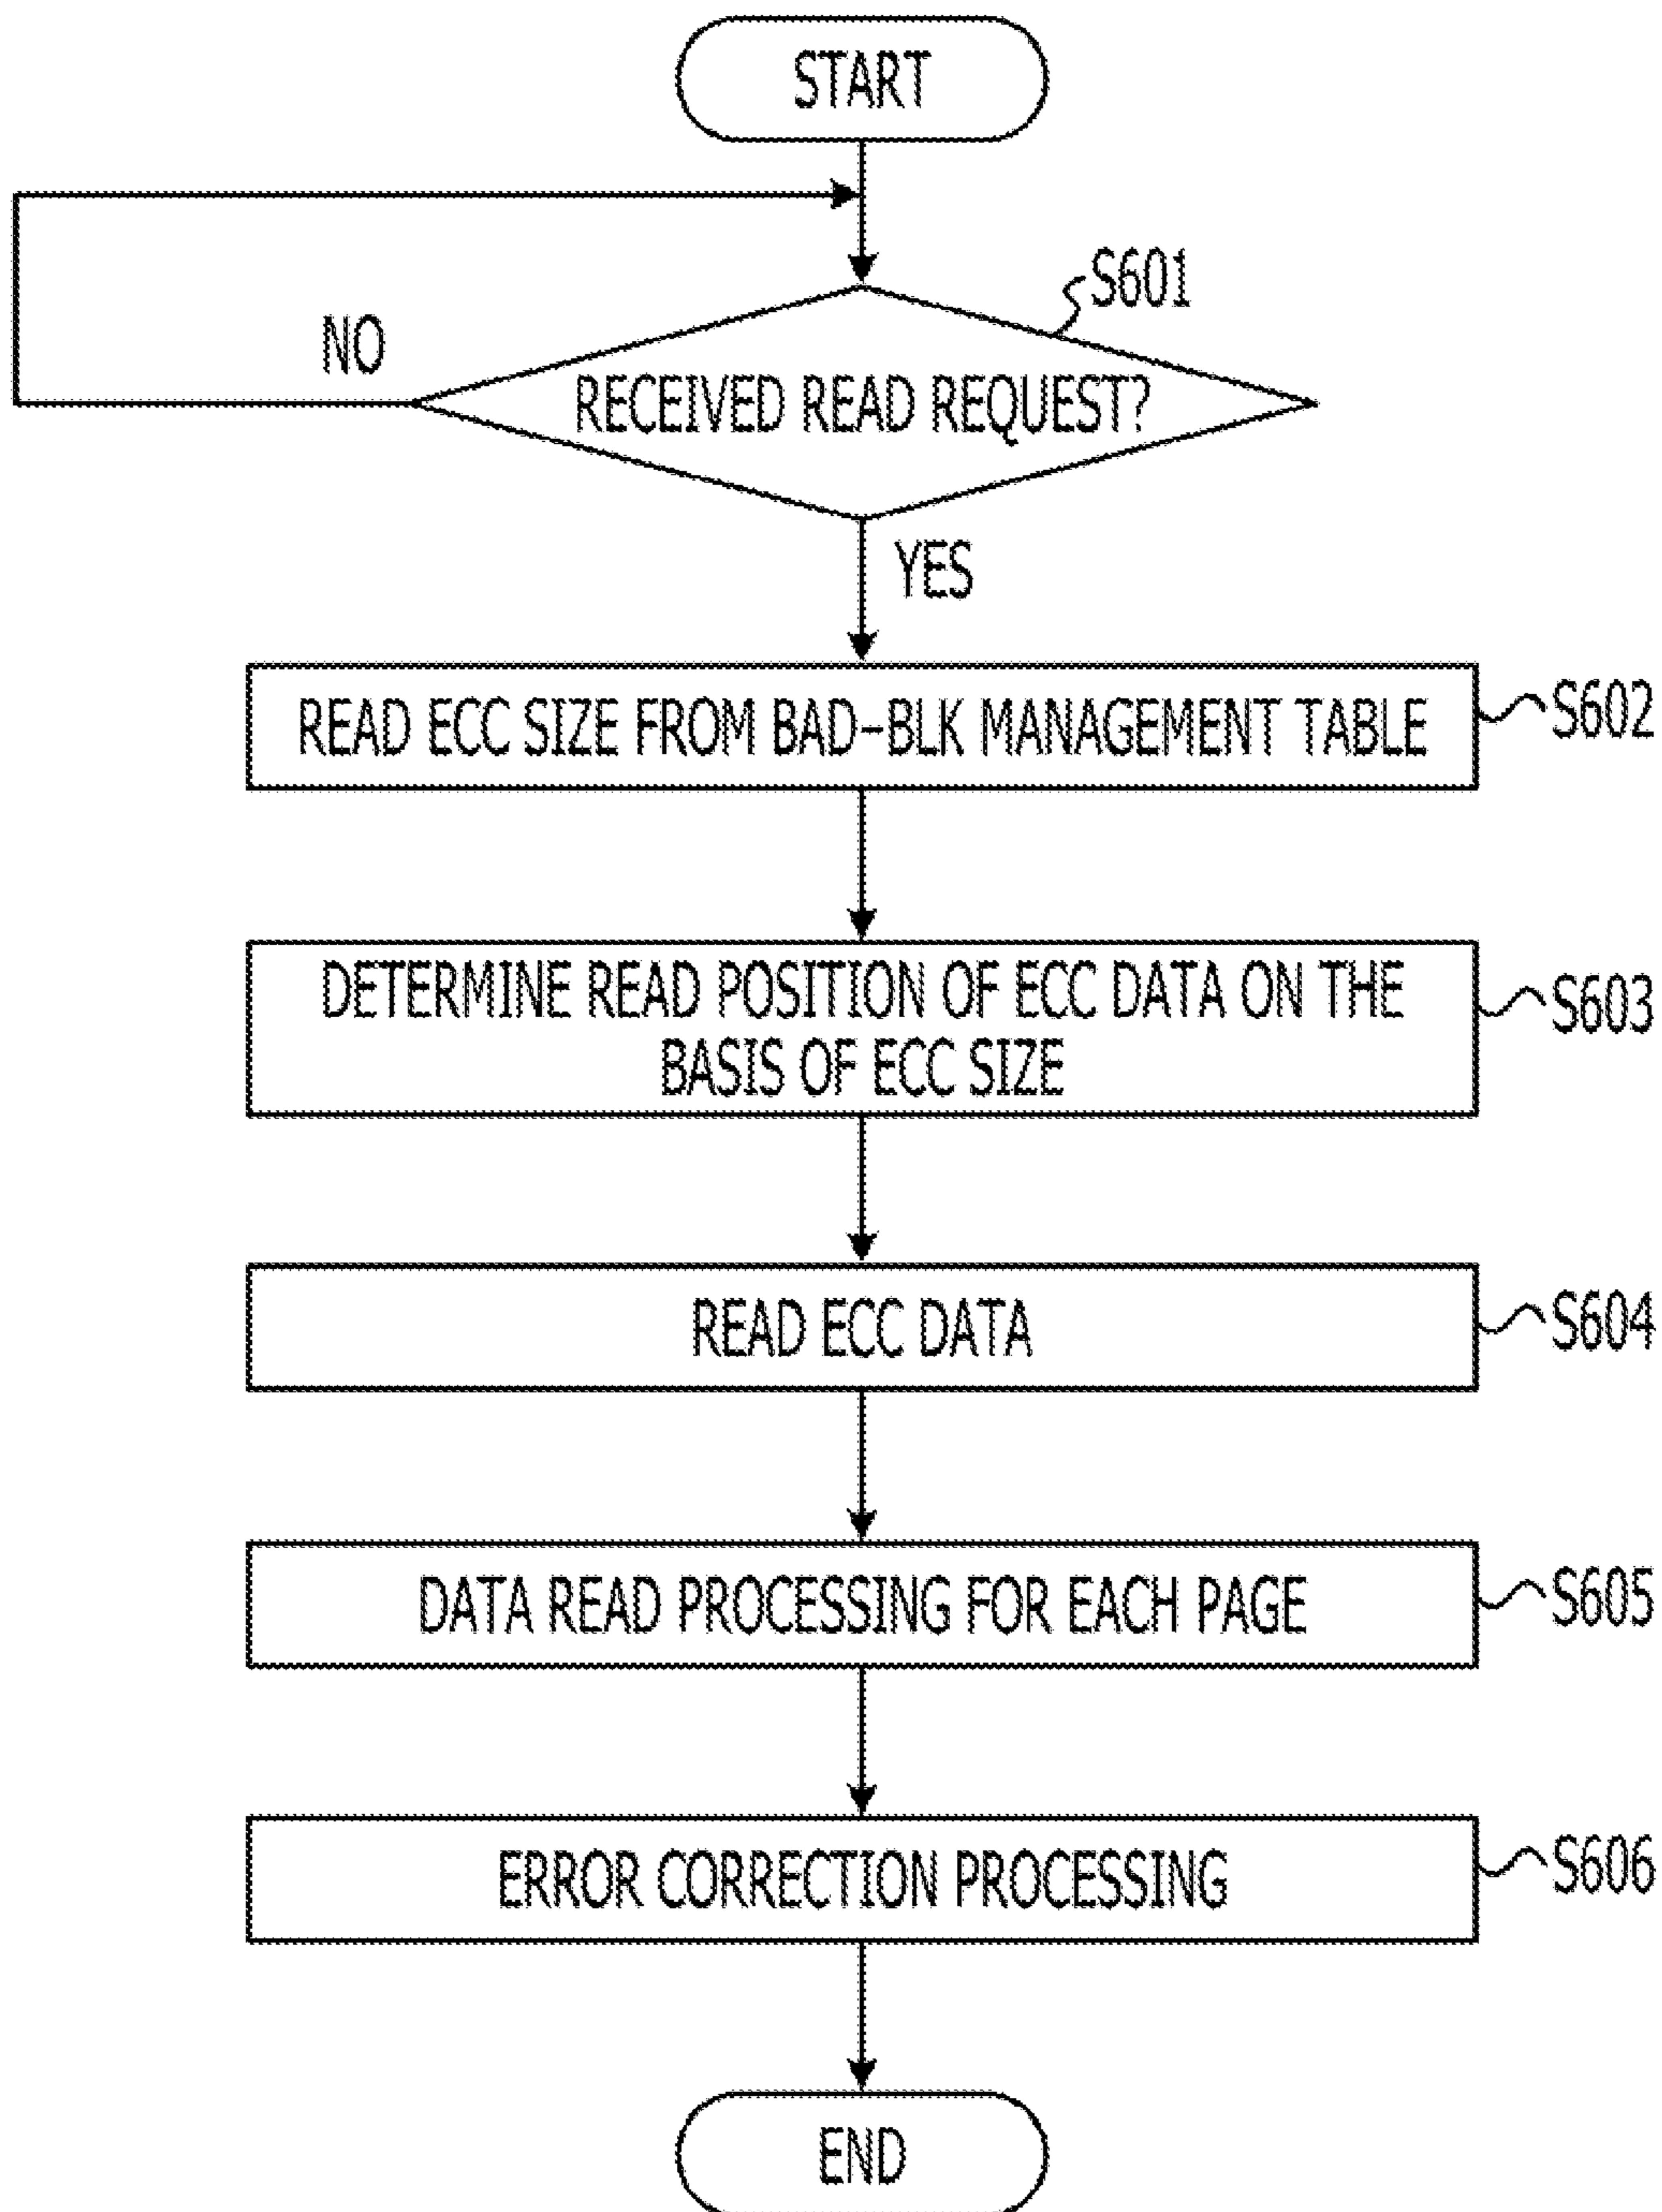 START
S601
NO
RECEIVED READ REQUEST?
YES
READ ECC SIZE FROM BAD-BLK MANAGEMENT TABLE
S602
DETERMINE READ POSITION OF ECC DATA ON THE
BASIS OF ECC SIZE
S603
READ ECC DATA
S604
DATA READ PROCESSING FOR EACH PAGE
S605
ERROR CORRECTION PROCESSING
S606
END